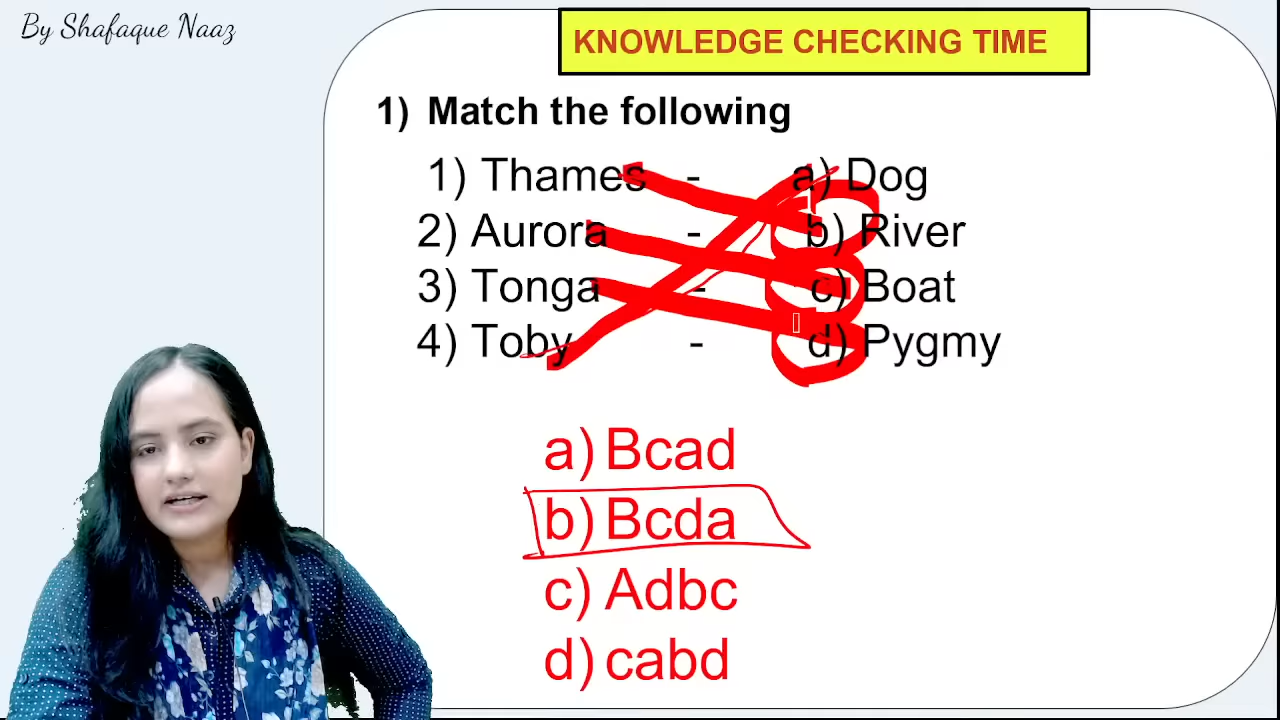 By Shafaque Naaz
KNOWLEDGE CHECKING TIME
1) Match the following
1) Thames - a) Dog
2) Aurora - b) River
3) Tonga - c) Boat
4) Toby - d) Pygmy
a) Bcad
b) Bcda
c) Adbc
d) cabd